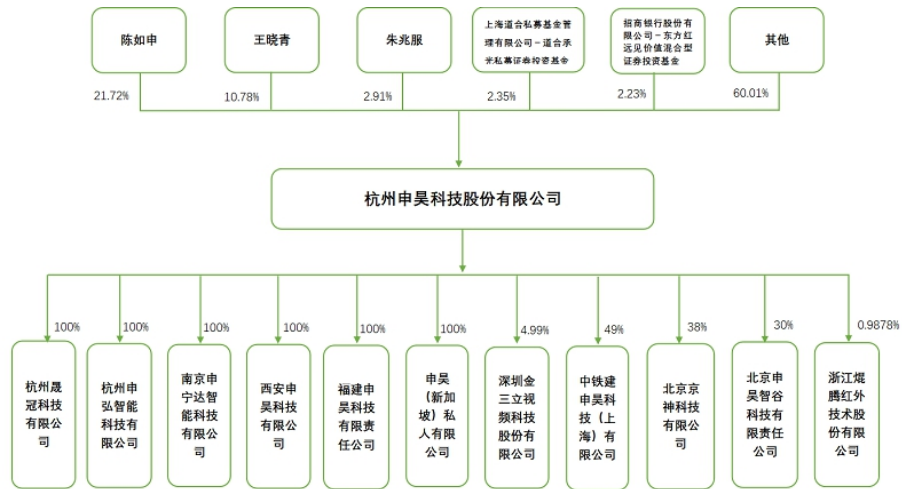 陈如申
王晓青
朱兆服
上海道合私募基金管
理有限公司－道合承
光私募证券投资基金
招商银行股份有
限公司－东方红
远见价值混合型
证券投资基金
其他
21.72%
10.78%
2.91%
2.35%
2.23%
60.01%
杭州申昊科技股份有限公司
100%
100%
100%
100%
100%
100%
4.99%
49%
38%
30%
0.9878%
杭州晟
冠科技
有限公
司
杭州申
弘智能
科技有
限公司
南京申
宁达智
能科技
有限公
司
西安申
昊科技
有限公
司
福建申
昊科技
有限责
任公司
申昊
（新加
坡）私
人有限
公司
深圳金
三立视
频科技
股份有
限公司
中铁建
申昊科
技（上
海）有
限公司
北京京
神科技
有限公
司
北京申
昊智谷
科技有
限责任
公司
浙江焜
腾红外
技术股
份有限
公司